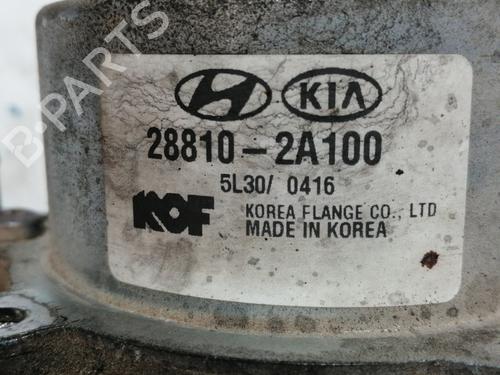 KIA
28810-2A100
5L30/ 0416
KOF
KOREA FLANGE CO., LTD
MADE IN KOREA
B-PARTS